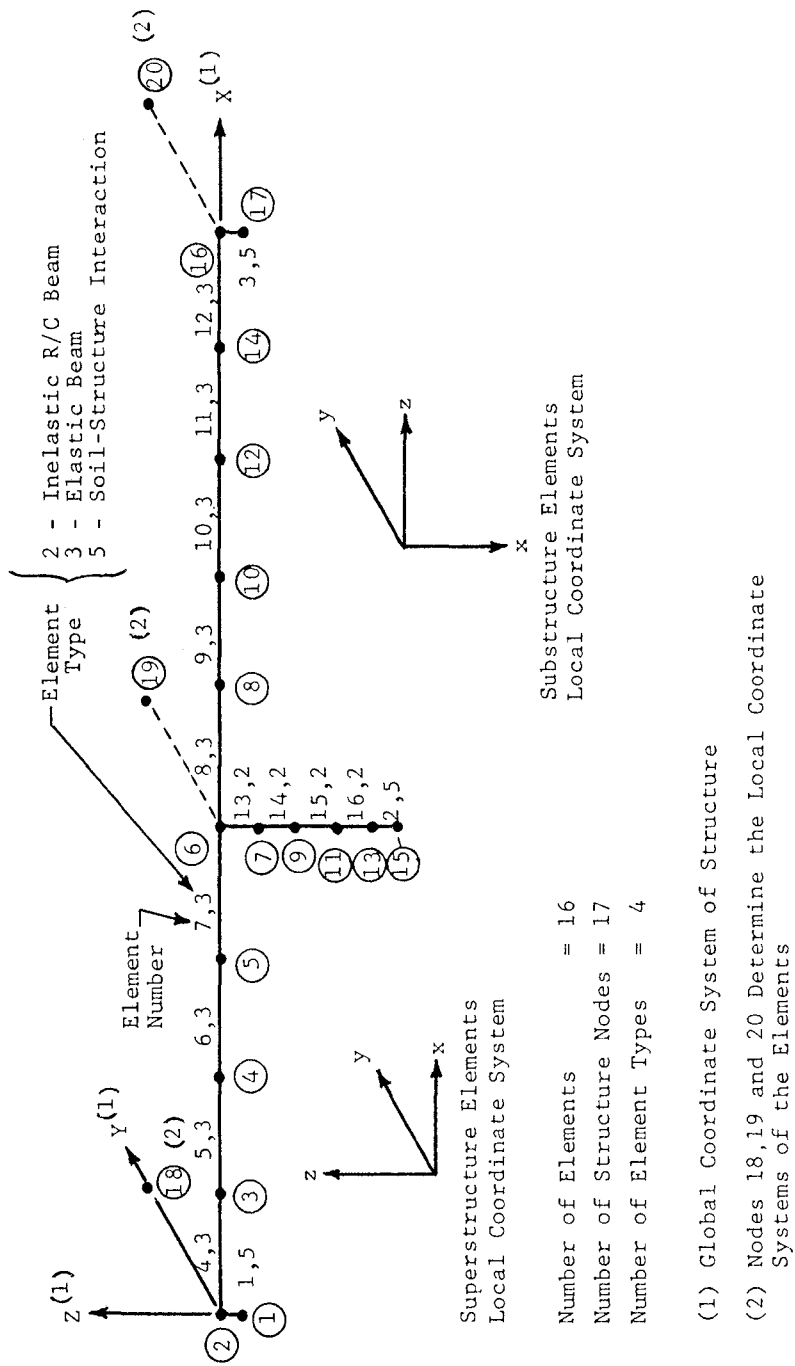 Element
Type
2 - Inelastic R/C Beam
3 - Elastic Beam
5 - Soil-Structure Interaction
Element
Number
Z(1)
Y(1)
X(1)
18 (2)
19 (2)
20 (2)
2
4,3
3
5,3
4
6,3
5
7,3
6
8,3
8
9,3
10
10,3
12
11,3
14
12,3
16
1
1,5
17
3,5
13,2
7
14,2
9
15,2
11
16,2
13
2,5
15
z
y
x
Superstructure Elements
Local Coordinate System
y
z
x
Substructure Elements
Local Coordinate System
Number of Elements = 16
Number of Structure Nodes = 17
Number of Element Types = 4
(1) Global Coordinate System of Structure
(2) Nodes 18,19 and 20 Determine the Local Coordinate
Systems of the Elements